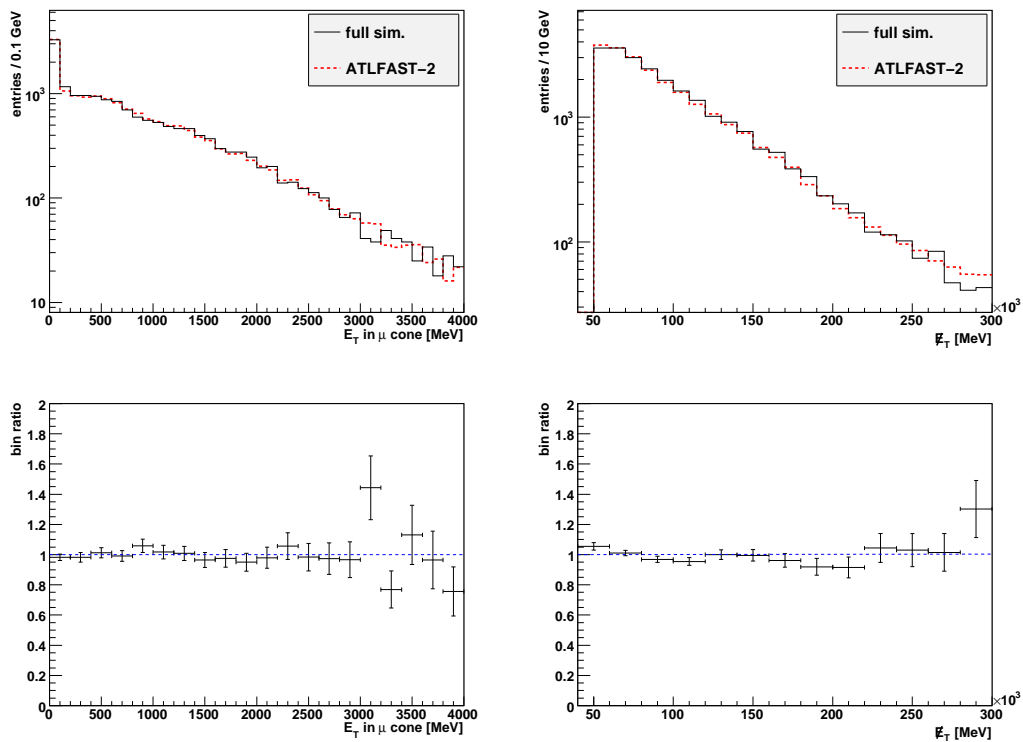 entries / 0.1 GeV
full sim.
ATLFAST-2
10³
10²
10
0 500 1000 1500 2000 2500 3000 3500 4000
E_T in μ cone [MeV]
entries / 10 GeV
full sim.
ATLFAST-2
10³
10²
50 100 150 200 250 300
×10³
E̸_T [MeV]
bin ratio
2
1.8
1.6
1.4
1.2
1
0.8
0.6
0.4
0.2
0
0 500 1000 1500 2000 2500 3000 3500 4000
E_T in μ cone [MeV]
bin ratio
2
1.8
1.6
1.4
1.2
1
0.8
0.6
0.4
0.2
0
50 100 150 200 250 300
×10³
E̸_T [MeV]